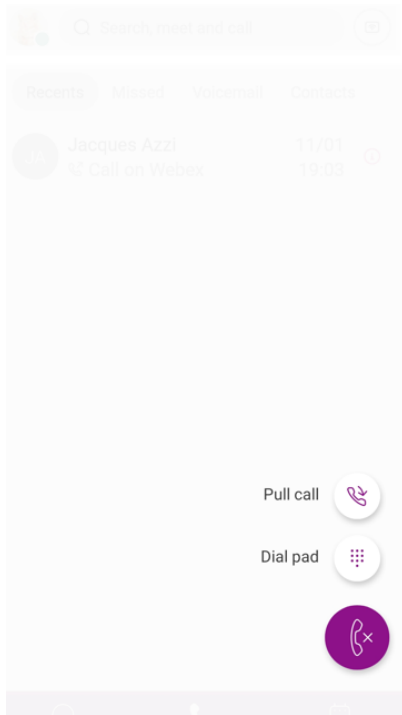 Search, meet and call
Recents Missed Voicemail Contacts
JA Jacques Azzi 11/01
Call on Webex 19:03
Pull call
Dial pad